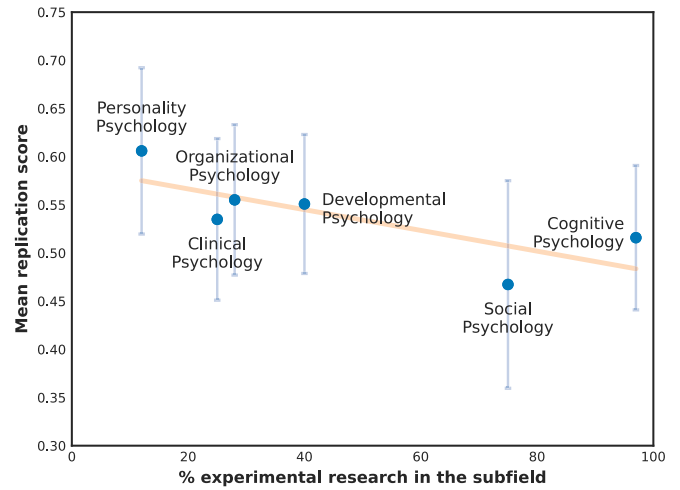 0.75
0.70
0.65
0.60
0.55
0.50
0.45
0.40
0.35
0.30
Mean replication score
Personality
Psychology
Organizational
Psychology
Clinical
Psychology
Developmental
Psychology
Social
Psychology
Cognitive
Psychology
0
20
40
60
80
100
% experimental research in the subfield